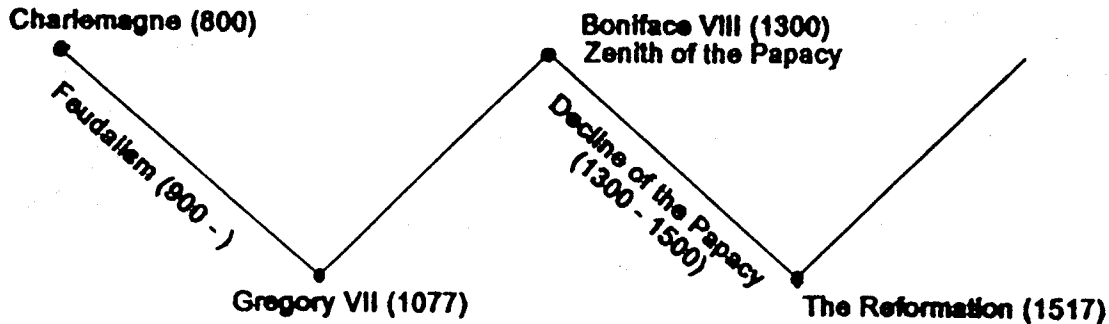 Charlemagne (800)
Boniface VIII (1300)
Zenith of the Papacy
Feudalism (900 - )
Decline of the Papacy
(1300 - 1500)
Gregory VII (1077)
The Reformation (1517)